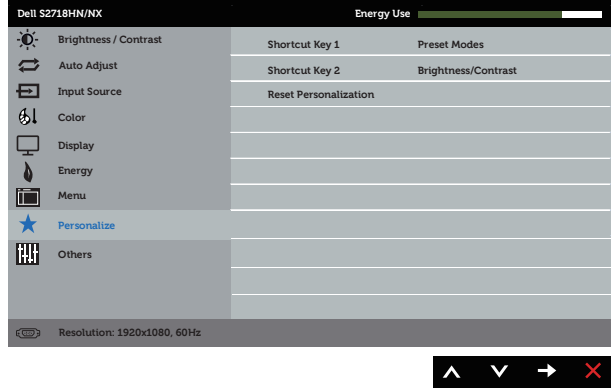 Dell S2718HN/NX Energy Use
Brightness / Contrast
Auto Adjust
Input Source
Color
Display
Energy
Menu
Personalize
Others
Shortcut Key 1 Preset Modes
Shortcut Key 2 Brightness/Contrast
Reset Personalization
Resolution: 1920x1080, 60Hz